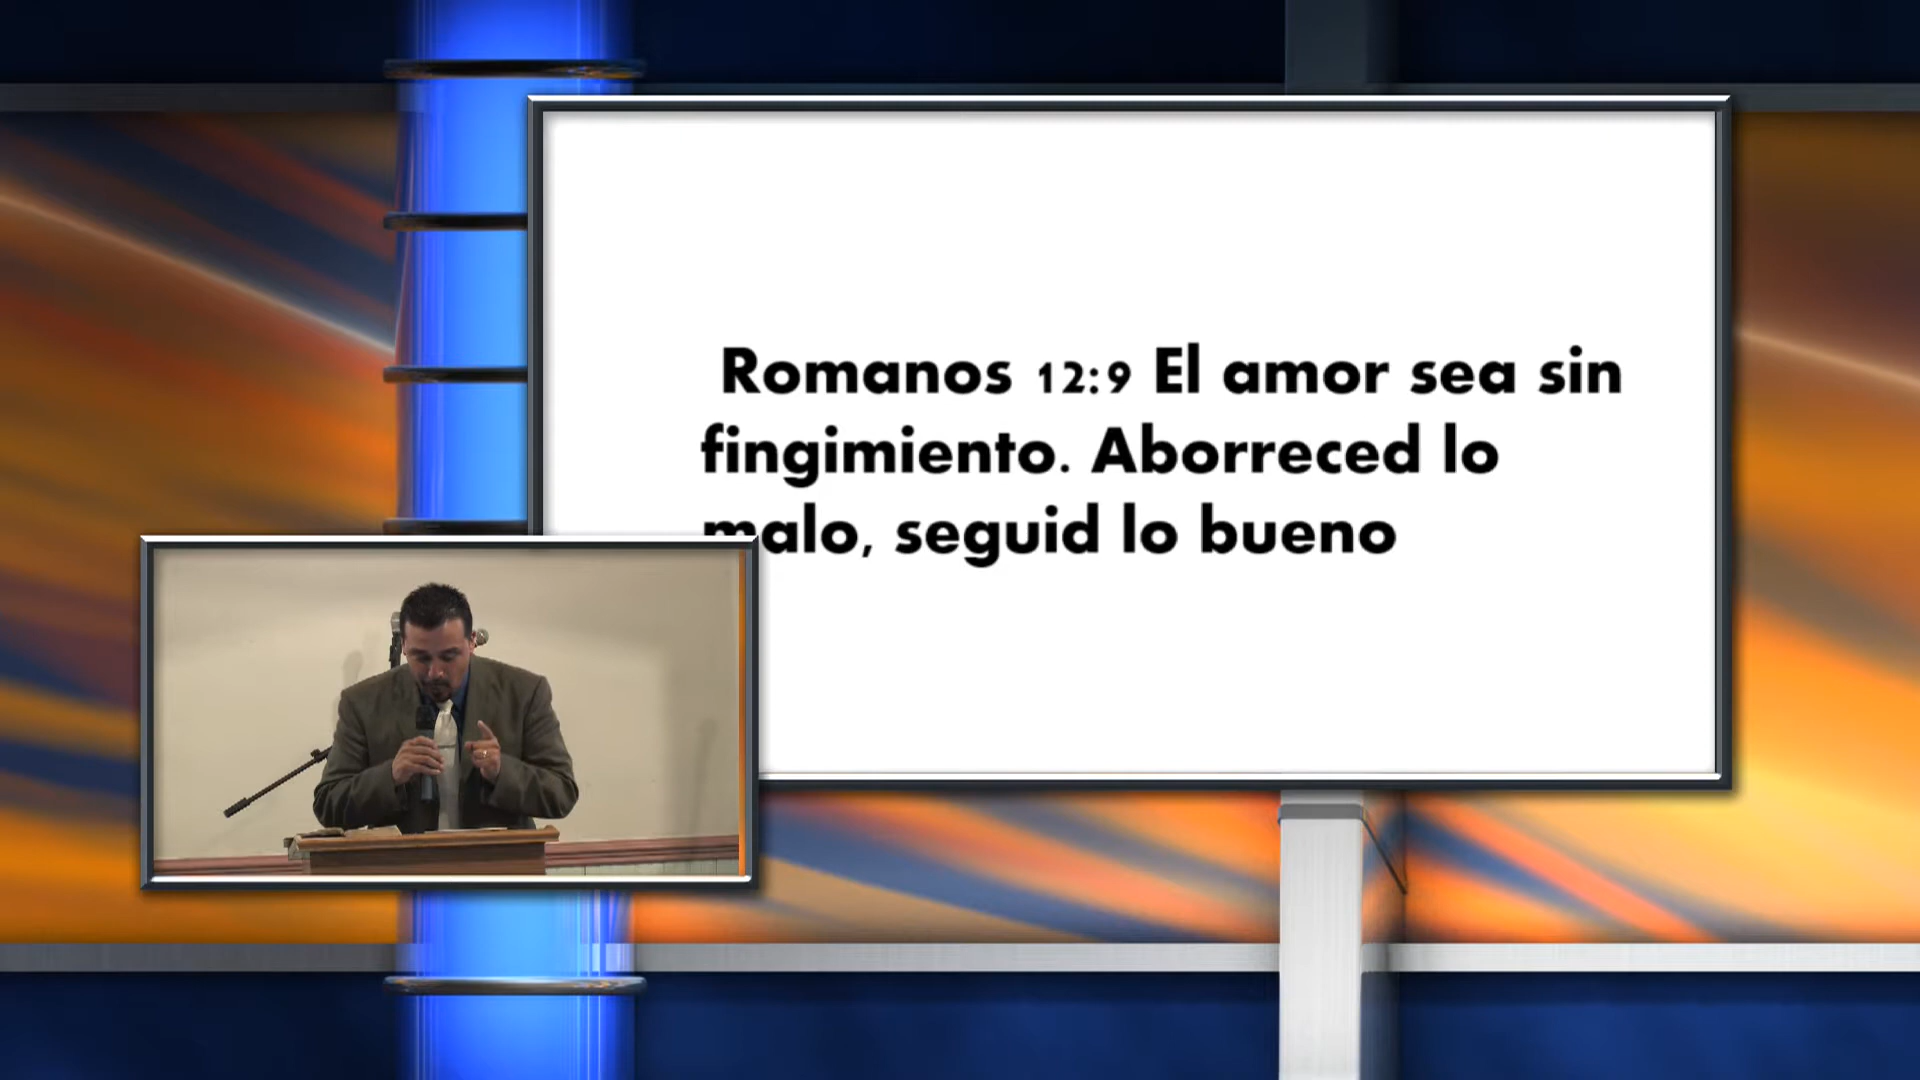 Romanos 12:9 El amor sea sin
fingimiento. Aborreced lo
malo, seguid lo bueno